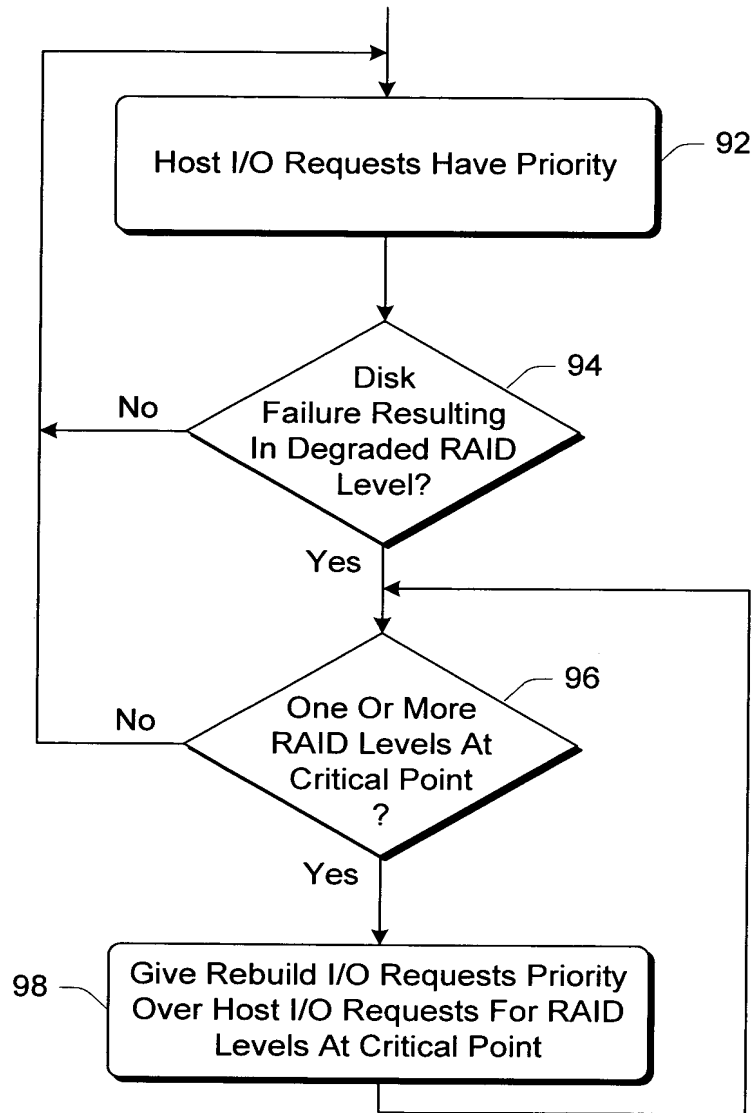 Host I/O Requests Have Priority
92
94
Disk
Failure Resulting
In Degraded RAID
Level?
No
Yes
96
One Or More
RAID Levels At
Critical Point
?
No
Yes
98
Give Rebuild I/O Requests Priority
Over Host I/O Requests For RAID
Levels At Critical Point